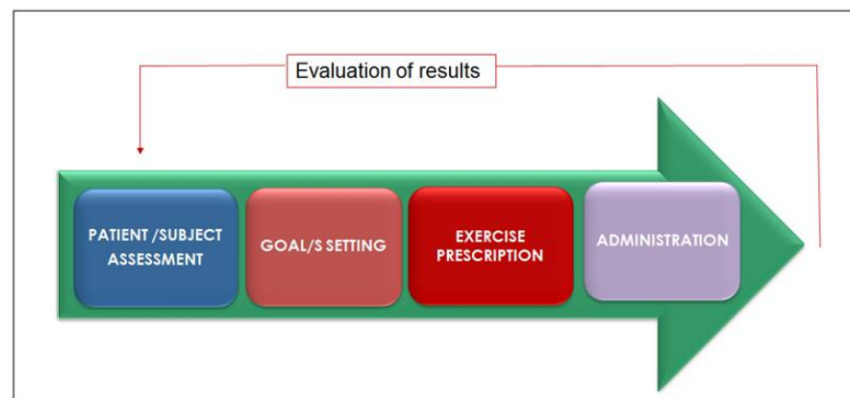 Evaluation of results
PATIENT /SUBJECT
ASSESSMENT
GOAL/S SETTING
EXERCISE
PRESCRIPTION
ADMINISTRATION